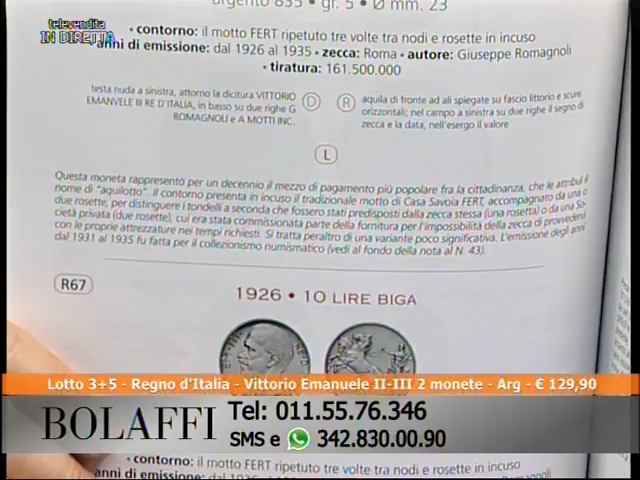 argento 835 • gr. 5 • Ø mm. 23
televendita
IN DIRETTA
• contorno: il motto FERT ripetuto tre volte tra nodi e rosette in incuso
anni di emissione: dal 1926 al 1935 • zecca: Roma • autore: Giuseppe Romagnoli
• tiratura: 161.500.000
testa nuda a sinistra, attorno la dicitura VITTORIO
EMANVELE III RE D'ITALIA, in basso su due righe G
ROMAGNOLI e A MOTTI INC.
D
R
aquila di fronte ad ali spiegate su fascio littorio e scure
orizzontali; nel campo a sinistra su due righe il segno di
zecca e la data, nell'esergo il valore
L
Questa moneta rappresentò per un decennio il mezzo di pagamento più popolare fra la cittadinanza, che le attribuì il
nome di "aquilotto". Il contorno presenta in incuso il tradizionale motto di Casa Savoia FERT, accompagnato da una o
due rosette, per distinguere i tondelli a seconda che fossero stati predisposti dalla zecca stessa (una rosetta) o da una So-
cietà privata (due rosette), cui era stata commissionata parte della fornitura per l'impossibilità della zecca di provvedervi
con le proprie attrezzature nei tempi richiesti. Si tratta peraltro di una variante poco significativa. L'emissione degli anni
dal 1931 al 1935 fu fatta per il collezionismo numismatico (vedi al fondo della nota al N. 43).
R67
1926 • 10 LIRE BIGA
Lotto 3+5 - Regno d'Italia - Vittorio Emanuele II-III 2 monete - Arg - € 129,90
BOLAFFI
Tel: 011.55.76.346
SMS e 342.830.00.90
• contorno: il motto FERT ripetuto tre volte tra nodi e rosette in incuso
anni di emissione: dal